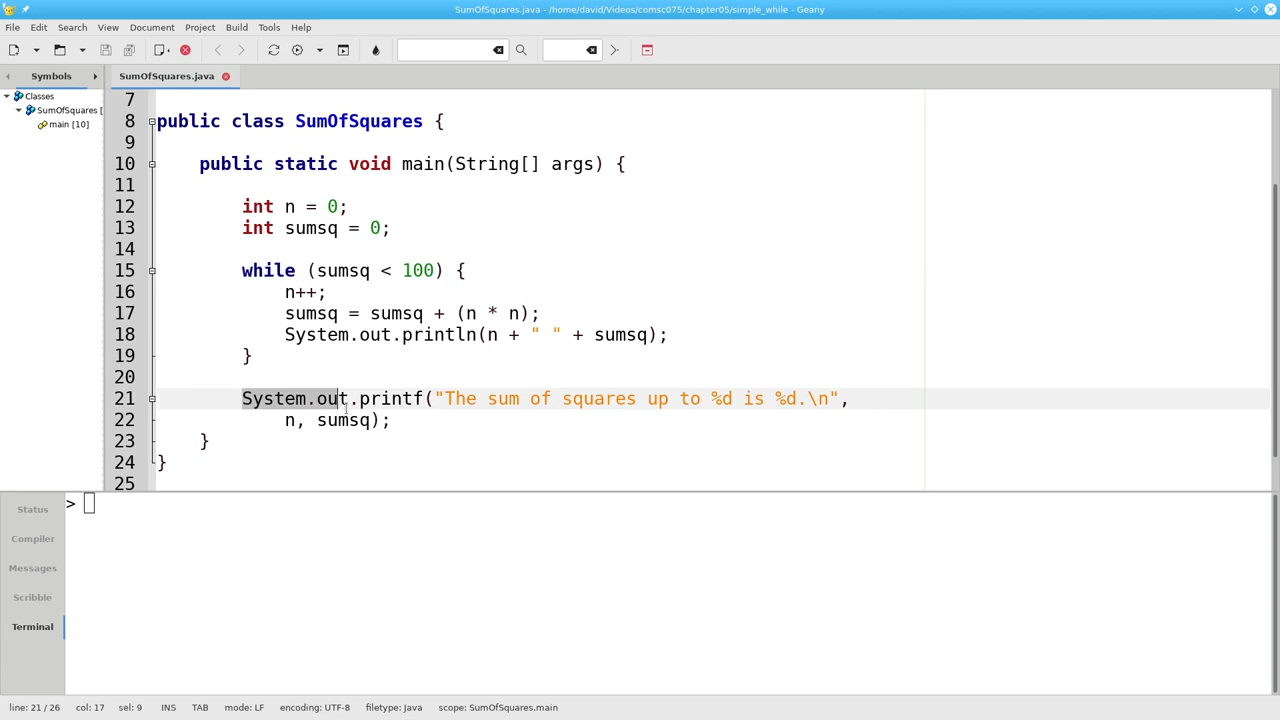 SumOfSquares.java - /home/david/Videos/comsc075/chapter05/simple_while - Geany
File Edit Search View Document Project Build Tools Help
Symbols SumOfSquares.java
Classes
SumOfSquares [
main [10]
7
8 public class SumOfSquares {
9
10 public static void main(String[] args) {
11
12 int n = 0;
13 int sumsq = 0;
14
15 while (sumsq < 100) {
16 n++;
17 sumsq = sumsq + (n * n);
18 System.out.println(n + " " + sumsq);
19 }
20
21 System.out.printf("The sum of squares up to %d is %d.\n",
22 n, sumsq);
23 }
24 }
25
>
Status
Compiler
Messages
Scribble
Terminal
line: 21 / 26 col: 17 sel: 9 INS TAB mode: LF encoding: UTF-8 filetype: Java scope: SumOfSquares.main